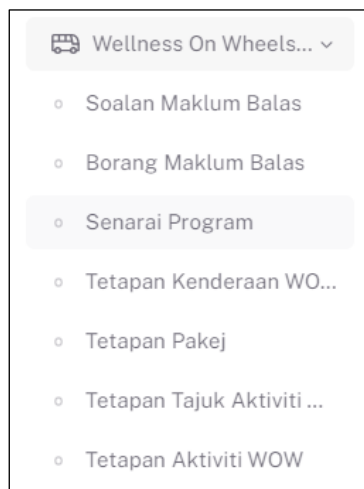 Wellness On Wheels...
Soalan Maklum Balas
Borang Maklum Balas
Senarai Program
Tetapan Kenderaan WO...
Tetapan Pakej
Tetapan Tajuk Aktiviti ...
Tetapan Aktiviti WOW